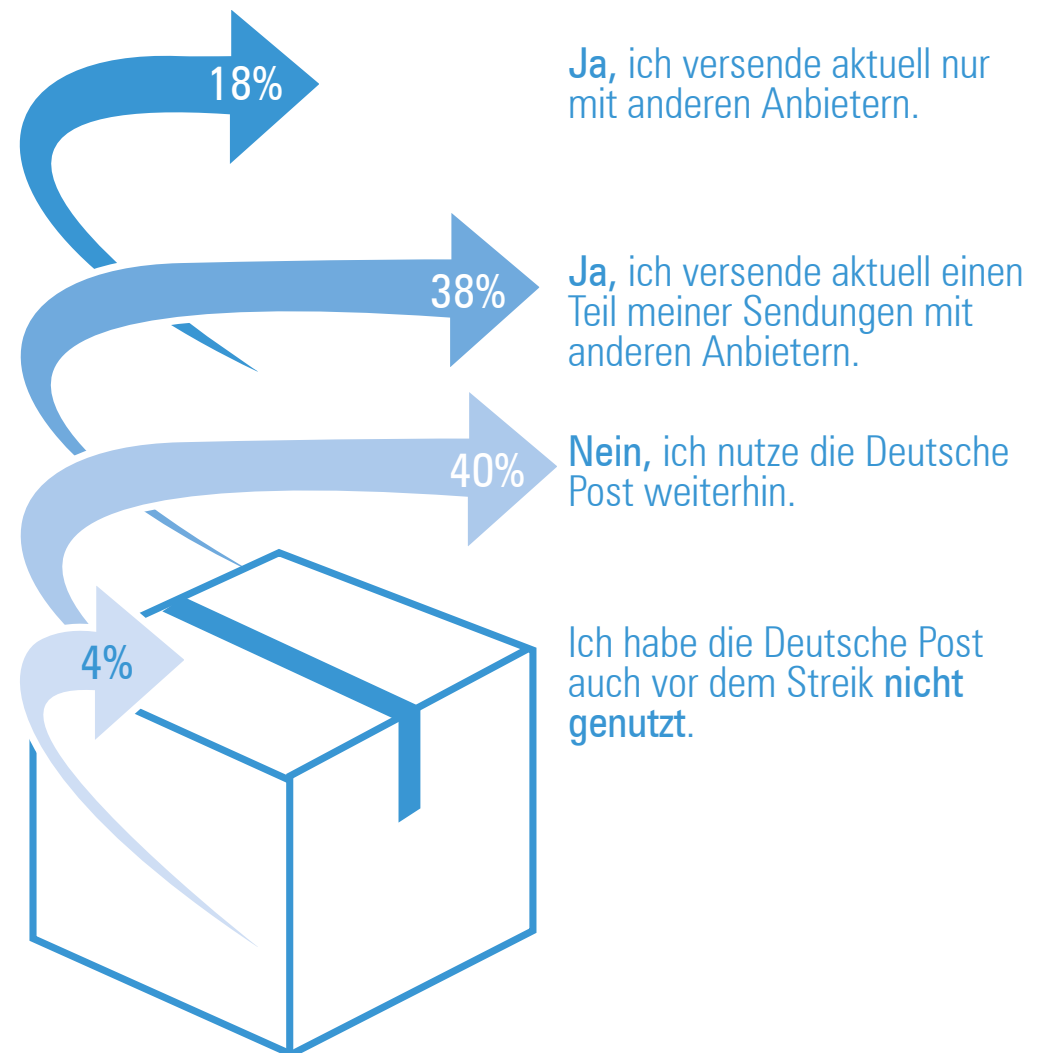 18%
Ja, ich versende aktuell nur
mit anderen Anbietern.
38%
Ja, ich versende aktuell einen
Teil meiner Sendungen mit
anderen Anbietern.
40%
Nein, ich nutze die Deutsche
Post weiterhin.
4%
Ich habe die Deutsche Post
auch vor dem Streik nicht
genutzt.